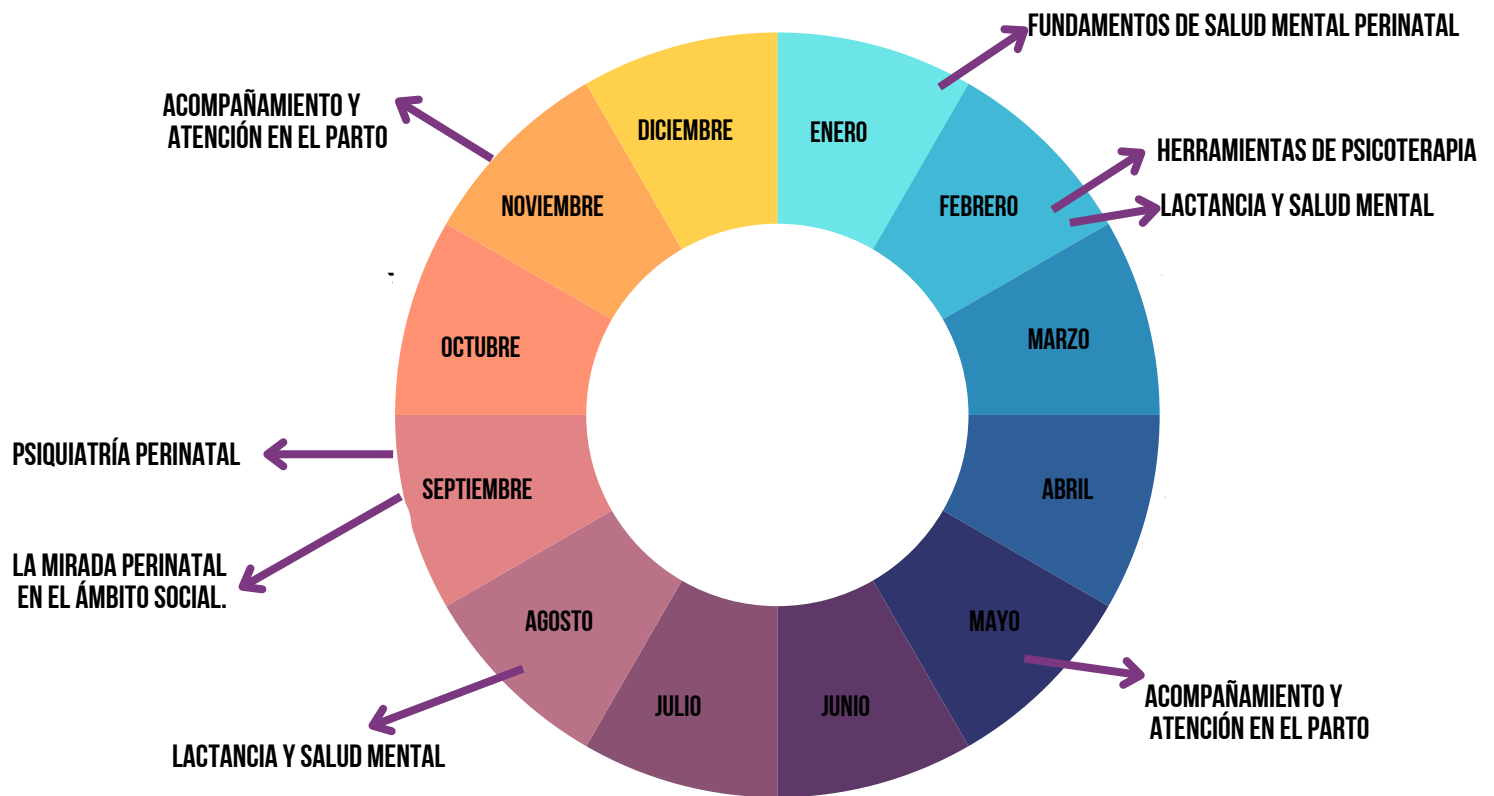 FUNDAMENTOS DE SALUD MENTAL PERINATAL
ACOMPAÑAMIENTO Y
ATENCIÓN EN EL PARTO
DICIEMBRE
ENERO
HERRAMIENTAS DE PSICOTERAPIA
LACTANCIA Y SALUD MENTAL
NOVIEMBRE
FEBRERO
OCTUBRE
MARZO
PSIQUIATRÍA PERINATAL
SEPTIEMBRE
ABRIL
LA MIRADA PERINATAL
EN EL ÁMBITO SOCIAL.
AGOSTO
MAYO
JULIO
JUNIO
ACOMPAÑAMIENTO Y
ATENCIÓN EN EL PARTO
LACTANCIA Y SALUD MENTAL